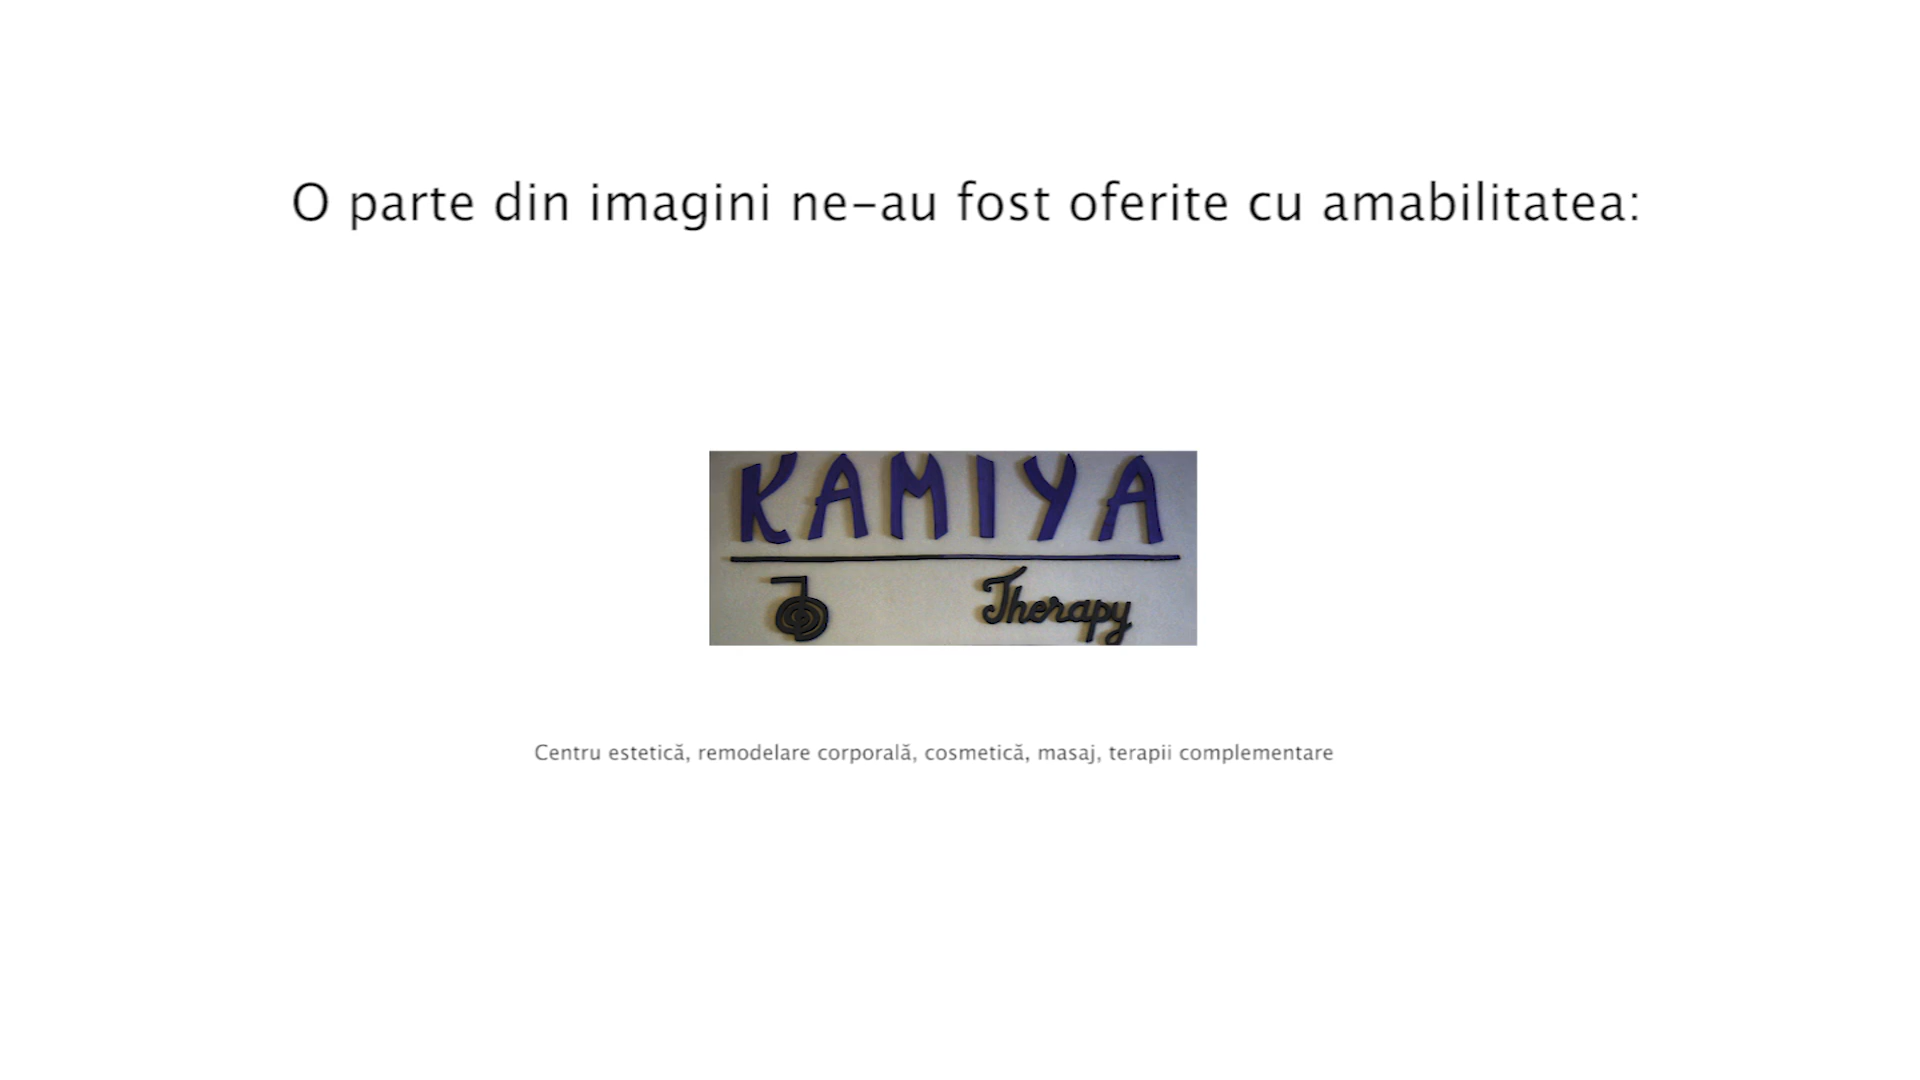 O parte din imagini ne-au fost oferite cu amabilitatea:
KAMIYA
Therapy
Centru estetică, remodelare corporală, cosmetică, masaj, terapii complementare